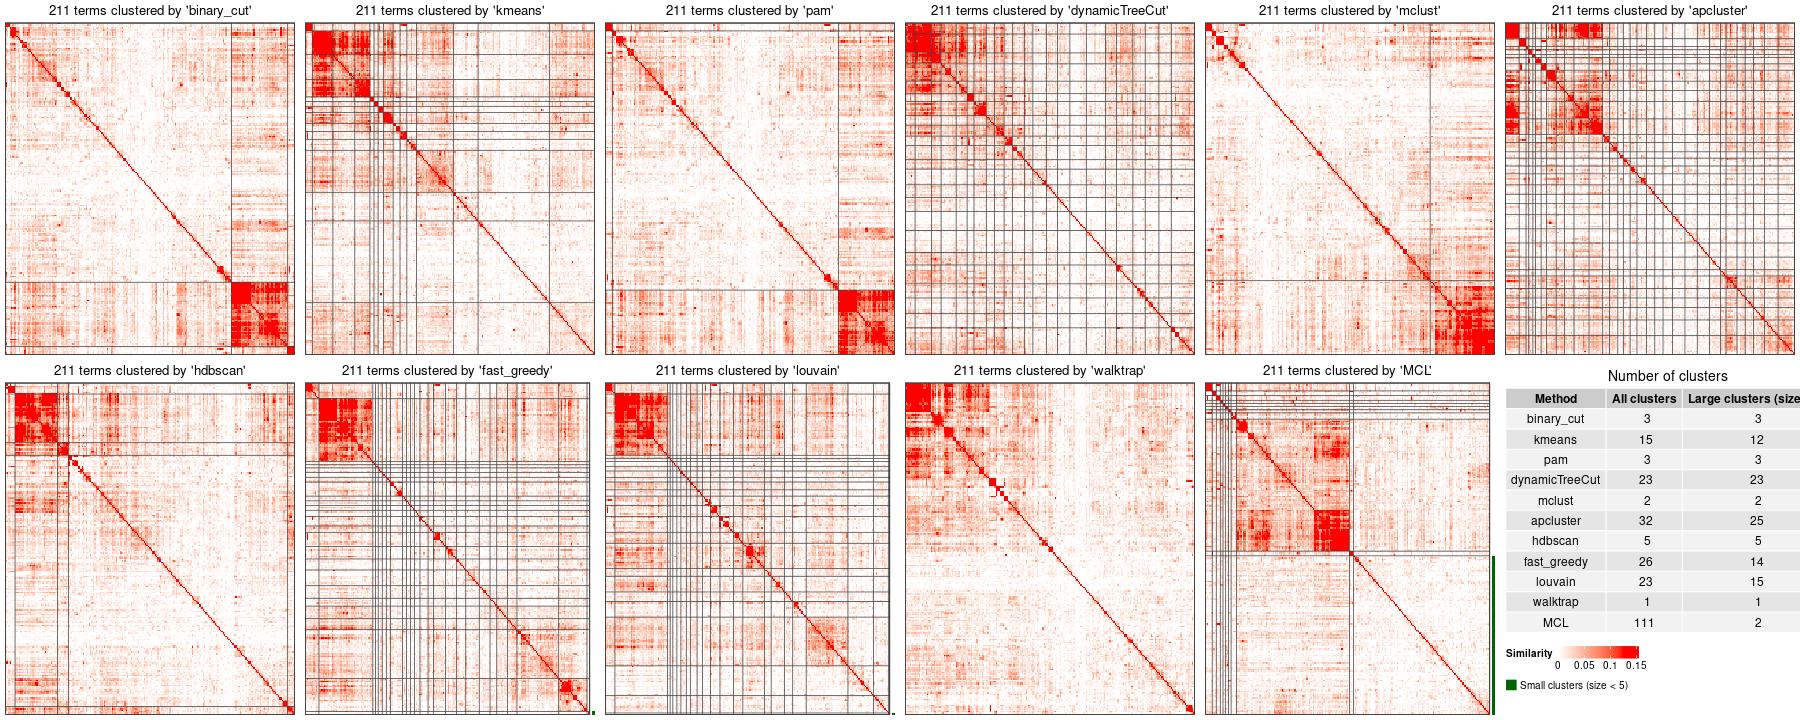 211 terms clustered by 'binary_cut'
211 terms clustered by 'kmeans'
211 terms clustered by 'pam'
211 terms clustered by 'dynamicTreeCut'
211 terms clustered by 'mclust'
211 terms clustered by 'apcluster'
211 terms clustered by 'hdbscan'
211 terms clustered by 'fast_greedy'
211 terms clustered by 'louvain'
211 terms clustered by 'walktrap'
211 terms clustered by 'MCL'
Number of clusters
Method All clusters Large clusters (size
binary_cut 3 3
kmeans 15 12
pam 3 3
dynamicTreeCut 23 23
mclust 2 2
apcluster 32 25
hdbscan 5 5
fast_greedy 26 14
louvain 23 15
walktrap 1 1
MCL 111 2
Similarity
0 0.05 0.1 0.15
Small clusters (size < 5)